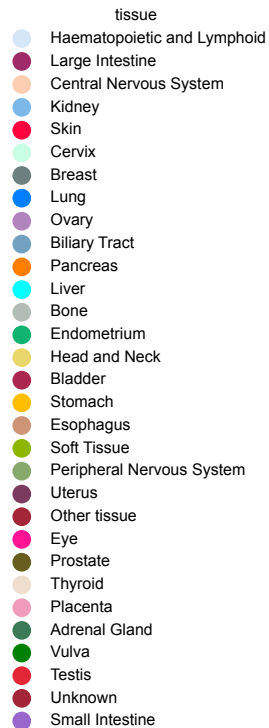 tissue
Haematopoietic and Lymphoid
Large Intestine
Central Nervous System
Kidney
Skin
Cervix
Breast
Lung
Ovary
Biliary Tract
Pancreas
Liver
Bone
Endometrium
Head and Neck
Bladder
Stomach
Esophagus
Soft Tissue
Peripheral Nervous System
Uterus
Other tissue
Eye
Prostate
Thyroid
Placenta
Adrenal Gland
Vulva
Testis
Unknown
Small Intestine